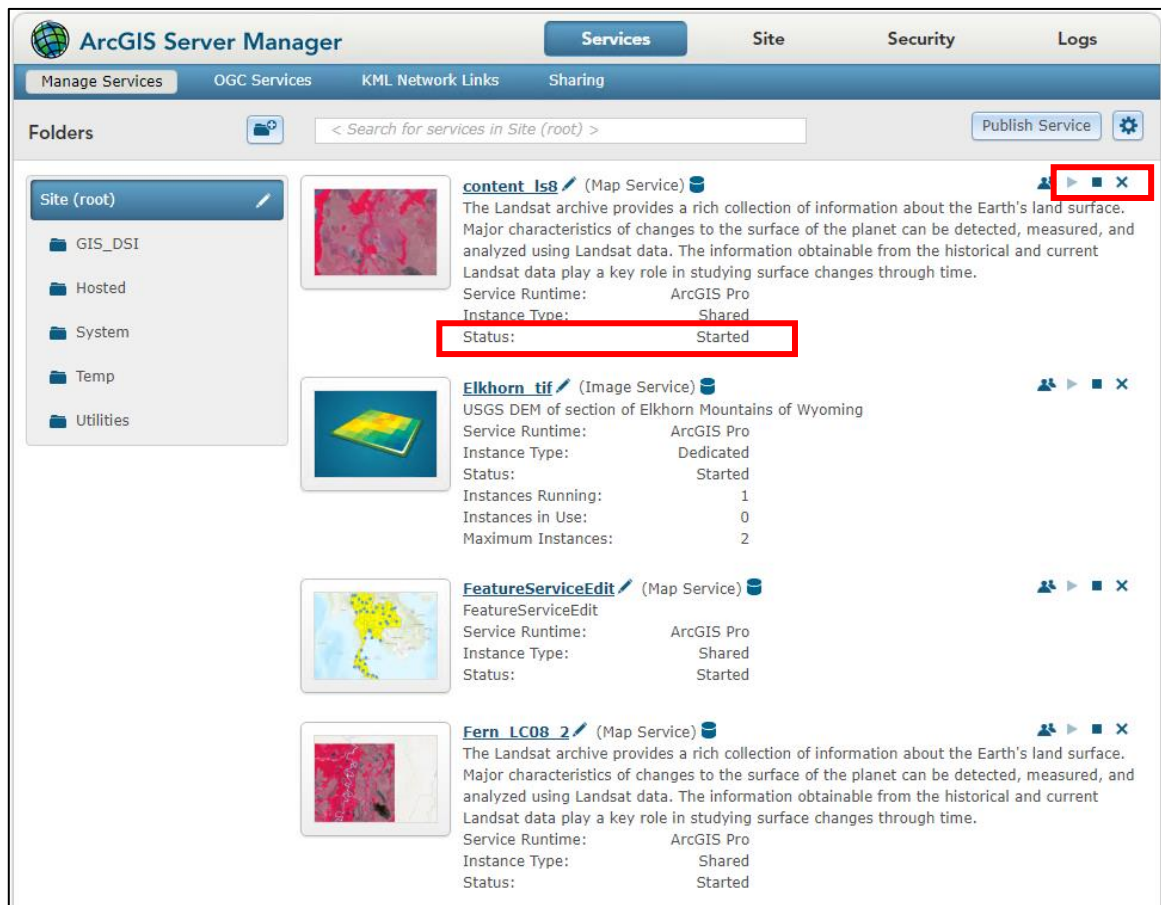 ArcGIS Server Manager
Services
Site
Security
Logs
Manage Services
OGC Services
KML Network Links
Sharing
Folders
< Search for services in Site (root) >
Publish Service
Site (root)
GIS_DSI
Hosted
System
Temp
Utilities
content_ls8 (Map Service)
The Landsat archive provides a rich collection of information about the Earth's land surface.
Major characteristics of changes to the surface of the planet can be detected, measured, and
analyzed using Landsat data. The information obtainable from the historical and current
Landsat data play a key role in studying surface changes through time.
Service Runtime: ArcGIS Pro
Instance Type: Shared
Status: Started
Elkhorn_tif (Image Service)
USGS DEM of section of Elkhorn Mountains of Wyoming
Service Runtime: ArcGIS Pro
Instance Type: Dedicated
Status: Started
Instances Running: 1
Instances in Use: 0
Maximum Instances: 2
FeatureServiceEdit (Map Service)
FeatureServiceEdit
Service Runtime: ArcGIS Pro
Instance Type: Shared
Status: Started
Fern_LC08_2 (Map Service)
The Landsat archive provides a rich collection of information about the Earth's land surface.
Major characteristics of changes to the surface of the planet can be detected, measured, and
analyzed using Landsat data. The information obtainable from the historical and current
Landsat data play a key role in studying surface changes through time.
Service Runtime: ArcGIS Pro
Instance Type: Shared
Status: Started